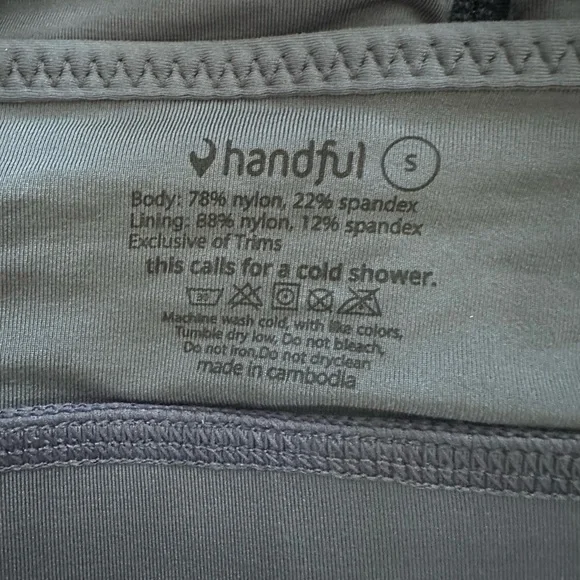 handful S
Body: 78% nylon, 22% spandex
Lining: 88% nylon, 12% spandex
Exclusive of Trims
this calls for a cold shower.
30
Machine wash cold, with like colors,
Tumble dry low, Do not bleach,
Do not iron,Do not dryclean
made in cambodia